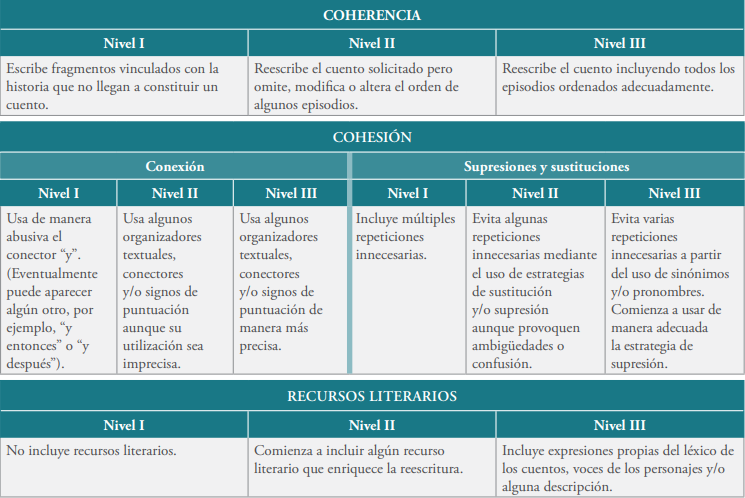 COHERENCIA
Nivel I
Nivel II
Nivel III
Escribe fragmentos vinculados con la
historia que no llegan a constituir un
cuento.
Reescribe el cuento solicitado pero
omite, modifica o altera el orden de
algunos episodios.
Reescribe el cuento incluyendo todos los
episodios ordenados adecuadamente.
COHESIÓN
Conexión
Supresiones y sustituciones
Nivel I
Nivel II
Nivel III
Nivel I
Nivel II
Nivel III
Usa de manera
abusiva el
conector “y”.
(Eventualmente
puede aparecer
algún otro, por
ejemplo, “y
entonces” o “y
después”).
Usa algunos
organizadores
textuales,
conectores
y/o signos de
puntuación
aunque su
utilización sea
imprecisa.
Usa algunos
organizadores
textuales,
conectores
y/o signos de
puntuación de
manera más
precisa.
Incluye múltiples
repeticiones
innecesarias.
Evita algunas
repeticiones
innecesarias mediante
el uso de estrategias
de sustitución
y/o supresión
aunque provoquen
ambigüedades o
confusión.
Evita varias
repeticiones
innecesarias a partir
del uso de sinónimos
y/o pronombres.
Comienza a usar de
manera adecuada
la estrategia de
supresión.
RECURSOS LITERARIOS
Nivel I
Nivel II
Nivel III
No incluye recursos literarios.
Comienza a incluir algún recurso
literario que enriquece la reescritura.
Incluye expresiones propias del léxico de
los cuentos, voces de los personajes y/o
alguna descripción.